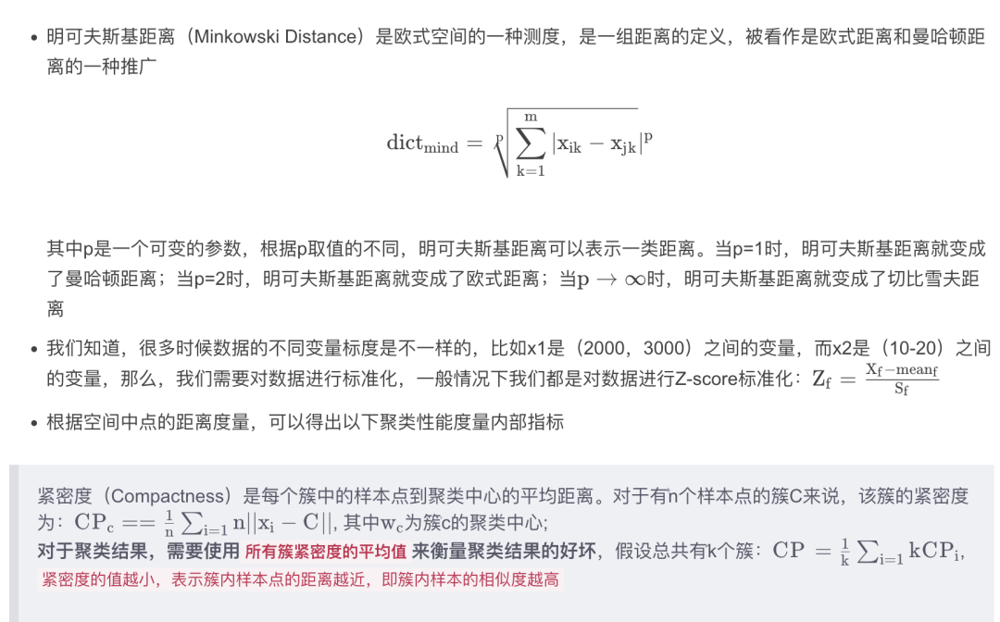 • 明可夫斯基距离（Minkowski Distance）是欧式空间的一种测度，是一组距离的定义，被看作是欧式距离和曼哈顿距
离的一种推广
dict_mind = \sqrt[p]{\sum_{k=1}^{m} |x_{ik} − x_{jk}|^p}
其中p是一个可变的参数，根据p取值的不同，明可夫斯基距离可以表示一类距离。当p=1时，明可夫斯基距离就变成
了曼哈顿距离；当p=2时，明可夫斯基距离就变成了欧式距离；当p → ∞时，明可夫斯基距离就变成了切比雪夫距
离
• 我们知道，很多时候数据的不同变量标度是不一样的，比如x1是（2000，3000）之间的变量，而x2是（10-20）之间
的变量，那么，我们需要对数据进行标准化，一般情况下我们都是对数据进行Z-score标准化：Z_f = \frac{X_f−mean_f}{S_f}
• 根据空间中点的距离度量，可以得出以下聚类性能度量内部指标
紧密度（Compactness）是每个簇中的样本点到聚类中心的平均距离。对于有n个样本点的簇C来说，该簇的紧密度
为：CP_c == \frac{1}{n} \sum_{i=1} n||x_i − C||, 其中w_c为簇c的聚类中心;
对于聚类结果，需要使用 所有簇紧密度的平均值 来衡量聚类结果的好坏，假设总共有k个簇：CP = \frac{1}{k} \sum_{i=1} kCP_i,
紧密度的值越小，表示簇内样本点的距离越近，即簇内样本的相似度越高